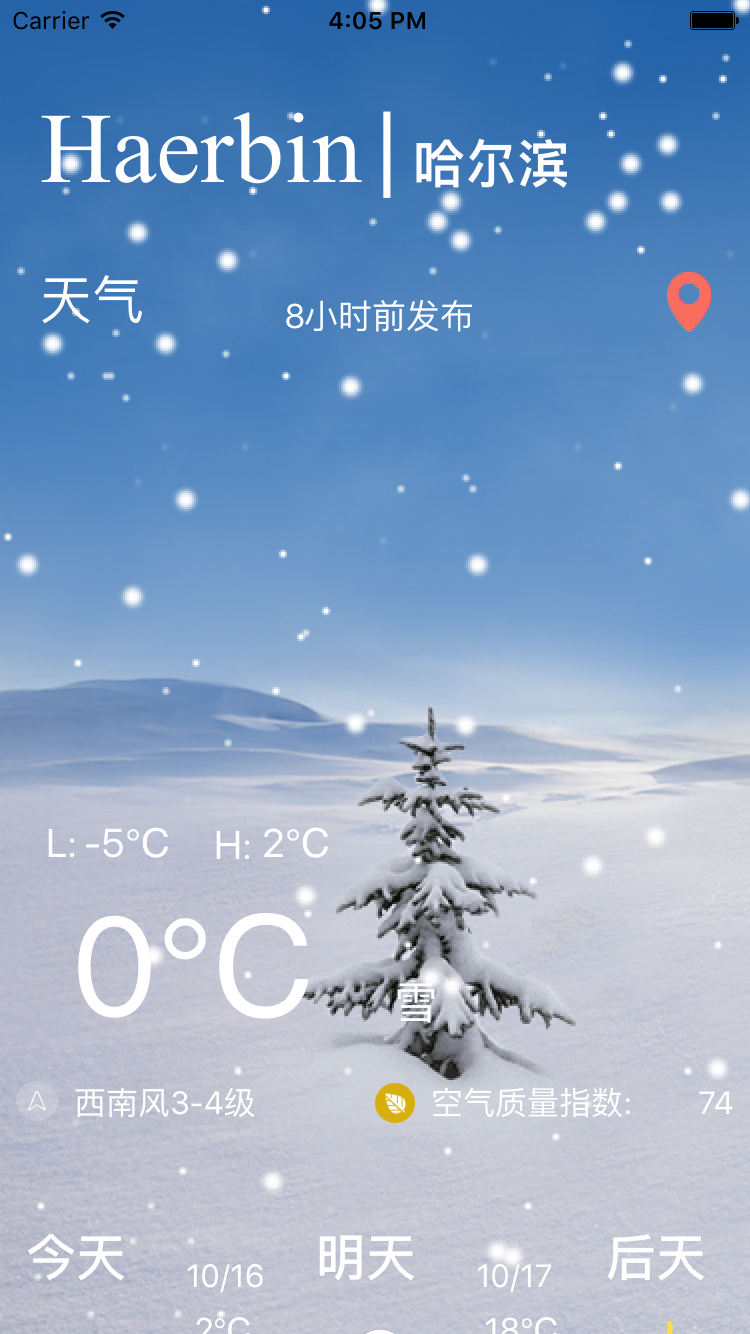 Carrier 4:05 PM
Haerbin|哈尔滨
天气 8小时前发布
L: -5°C H: 2°C
0°C 雪
西南风3-4级 空气质量指数: 74
今天 10/16 明天 10/17 后天
2°C 18°C